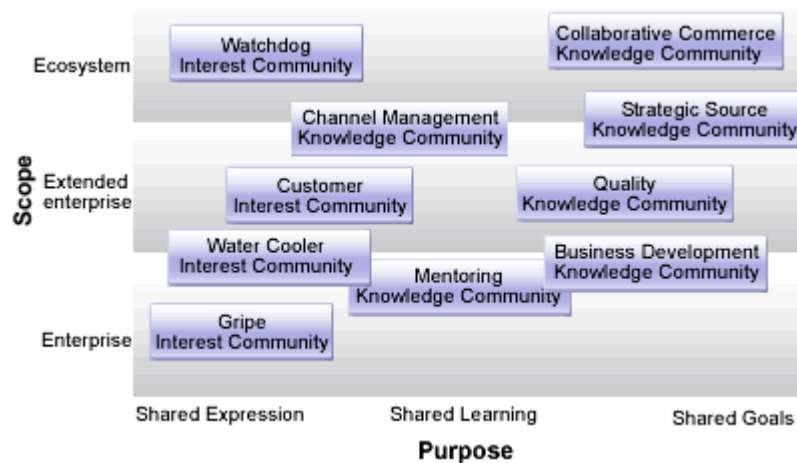 Watchdog
Interest Community
Collaborative Commerce
Knowledge Community
Ecosystem
Channel Management
Knowledge Community
Strategic Source
Knowledge Community
Scope
Extended
enterprise
Customer
Interest Community
Quality
Knowledge Community
Water Cooler
Interest Community
Business Development
Knowledge Community
Mentoring
Knowledge Community
Gripe
Interest Community
Enterprise
Shared Expression
Shared Learning
Shared Goals
Purpose